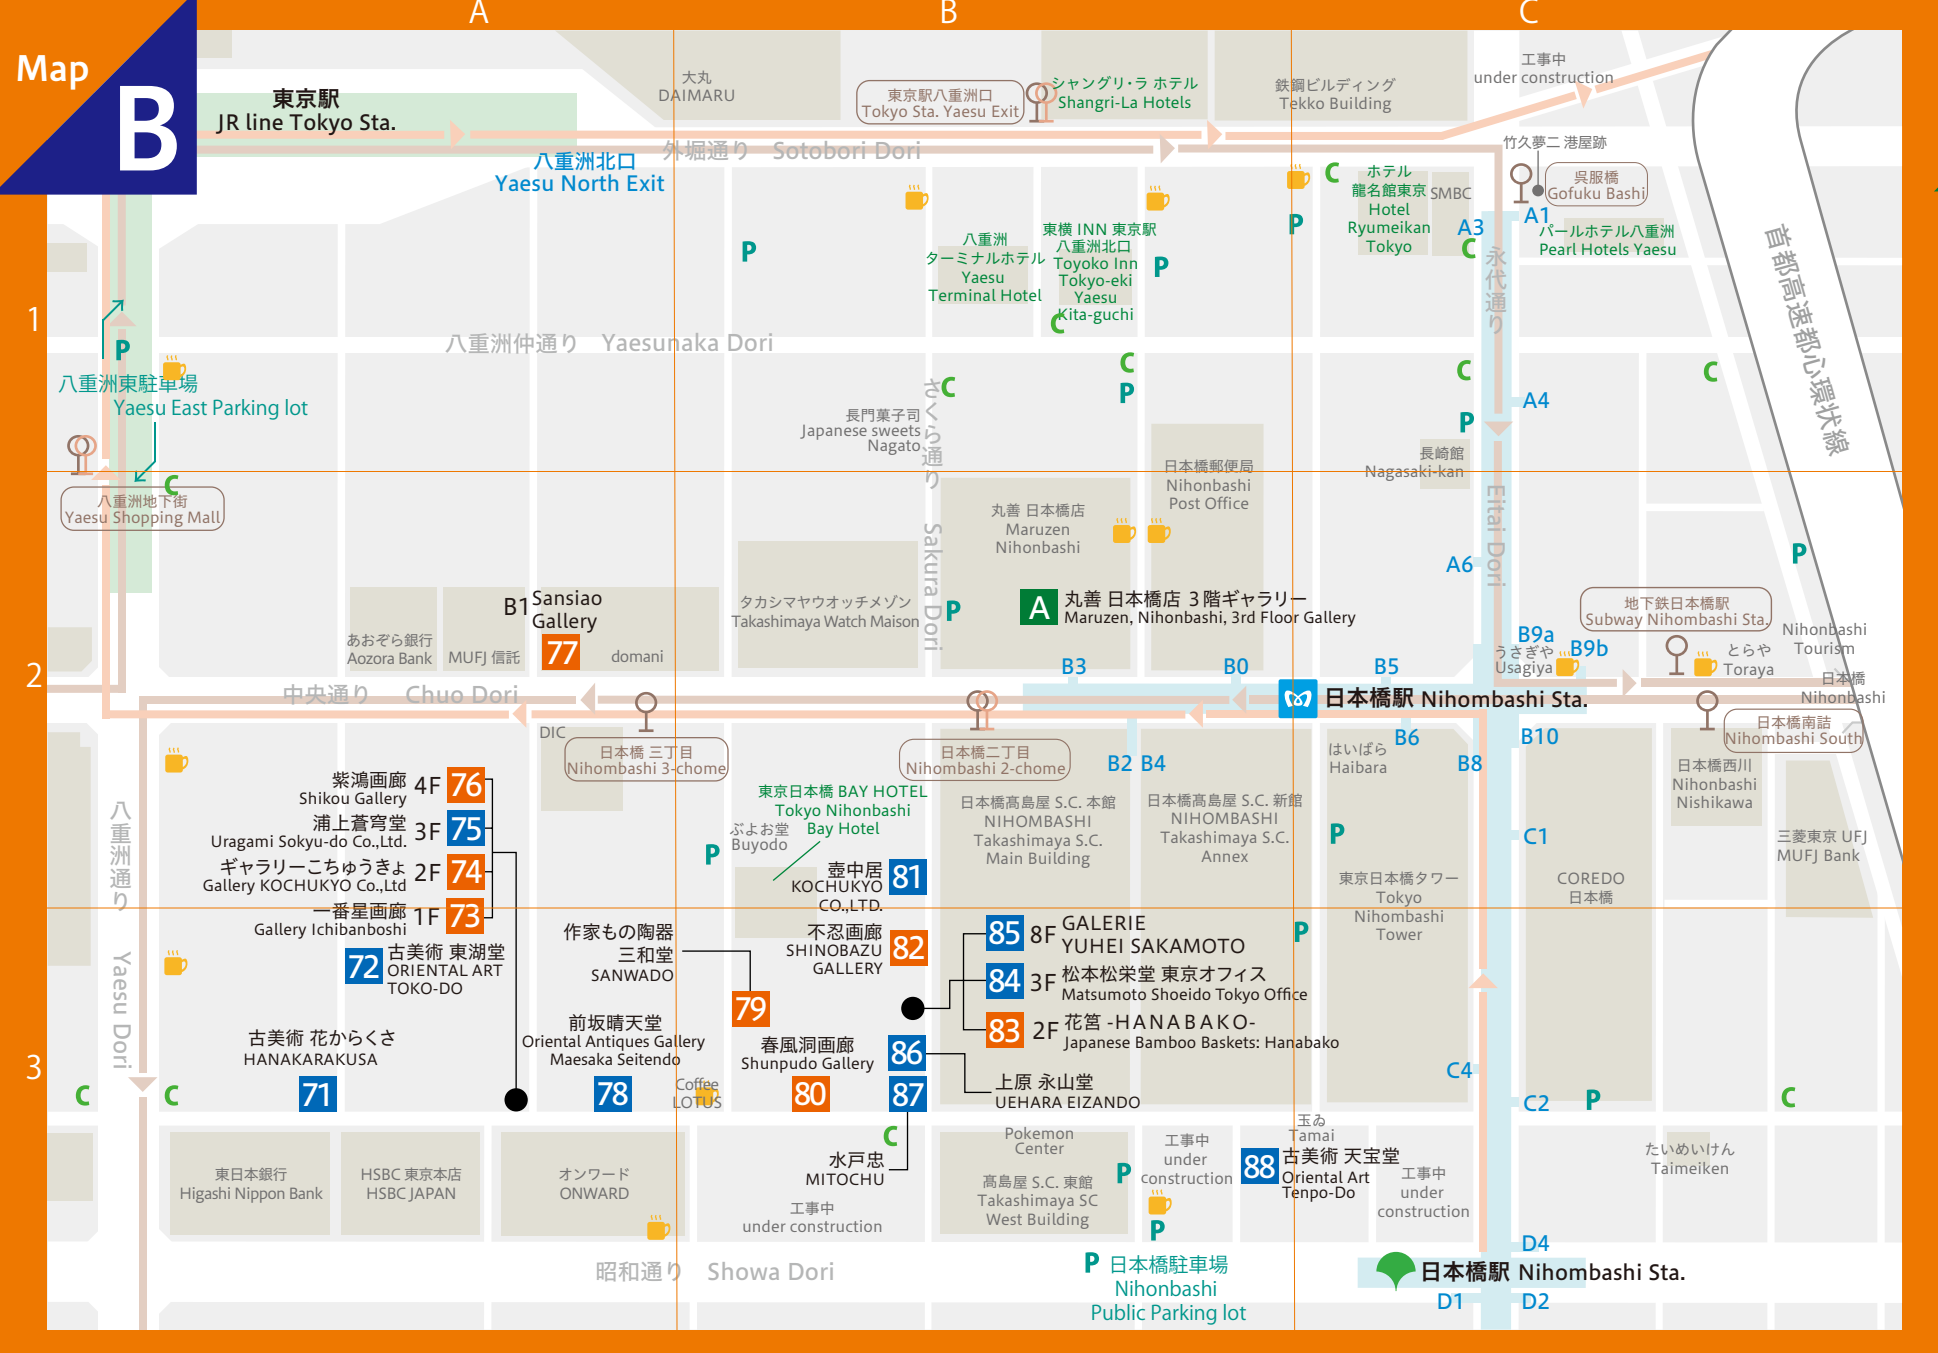 A
B
C
Map
B
1
2
3
東京駅
JR line Tokyo Sta.
大丸
DAIMARU
東京駅八重洲口
Tokyo Sta. Yaesu Exit
シャングリ・ラ ホテル
Shangri-La Hotels
鉄鋼ビルディング
Tekko Building
工事中
under construction
外堀通り Sotobori Dori
八重洲北口
Yaesu North Exit
竹久夢二 港屋跡
呉服橋
Gofuku Bashi
C
ホテル
龍名館東京
Hotel
Ryumeikan
Tokyo
SMBC
A3
A1
C
パールホテル八重洲
Pearl Hotels Yaesu
P
P
P
八重洲
ターミナルホテル
Yaesu
Terminal Hotel
東横 INN 東京駅
八重洲北口
Toyoko Inn
Tokyo-eki
Yaesu
Kita-guchi
C
永代通り
Eitai Dori
首都高速都心環状線
P
八重洲東駐車場
Yaesu East Parking lot
八重洲仲通り Yaesunaka Dori
C
C
P
C
C
P
A4
さくら通り
Sakura Dori
長門菓子司
Japanese sweets
Nagato
長崎館
Nagasaki-kan
C
八重洲地下街
Yaesu Shopping Mall
日本橋郵便局
Nihonbashi
Post Office
丸善 日本橋店
Maruzen
Nihonbashi
A6
P
あおぞら銀行
Aozora Bank
MUFJ 信託
B1
Sansiao
Gallery
77
domani
タカシマヤウオッチメゾン
Takashimaya Watch Maison
P
A
丸善 日本橋店 3階ギャラリー
Maruzen, Nihonbashi, 3rd Floor Gallery
地下鉄日本橋駅
Subway Nihombashi Sta.
B9a
B9b
うさぎや
Usagiya
とらや
Toraya
Nihonbashi
Tourism
日本橋
Nihonbashi
B3
B0
B5
中央通り Chuo Dori
日本橋駅 Nihombashi Sta.
DIC
日本橋 三丁目
Nihombashi 3-chome
日本橋二丁目
Nihombashi 2-chome
B2
B4
B6
B8
B10
日本橋南詰
Nihombashi South
はいばら
Haibara
日本橋西川
Nihonbashi
Nishikawa
三菱東京 UFJ
MUFJ Bank
八重洲通り
Yaesu Dori
紫鴻画廊
Shikou Gallery
4F
76
浦上蒼穹堂
Uragami Sokyu-do Co.,Ltd.
3F
75
ギャラリーこちゅうきょ
Gallery KOCHUKYO Co.,Ltd
2F
74
一番星画廊
Gallery Ichibanboshi
1F
73
72
古美術 東湖堂
ORIENTAL ART
TOKO-DO
東京日本橋 BAY HOTEL
Tokyo Nihonbashi
Bay Hotel
ぶよお堂
Buyodo
P
壺中居
KOCHUKYO
CO.,LTD.
81
日本橋髙島屋 S.C. 本館
NIHOMBASHI
Takashimaya S.C.
Main Building
日本橋髙島屋 S.C. 新館
NIHOMBASHI
Takashimaya S.C.
Annex
P
東京日本橋タワー
Tokyo
Nihombashi
Tower
C1
COREDO
日本橋
作家もの陶器
三和堂
SANWADO
79
不忍画廊
SHINOBAZU
GALLERY
82
85
8F
GALERIE
YUHEI SAKAMOTO
84
3F
松本松栄堂 東京オフィス
Matsumoto Shoeido Tokyo Office
83
2F
花筥 -HANABAKO-
Japanese Bamboo Baskets: Hanabako
P
古美術 花からくさ
HANAKARAKUSA
71
前坂晴天堂
Oriental Antiques Gallery
Maesaka Seitendo
78
Coffee
LOTUS
春風洞画廊
Shunpudo Gallery
80
86
87
上原 永山堂
UEHARA EIZANDO
C4
C2
P
C
C
C
C
水戸忠
MITOCHU
東日本銀行
Higashi Nippon Bank
HSBC 東京本店
HSBC JAPAN
オンワード
ONWARD
工事中
under construction
Pokemon
Center
髙島屋 S.C. 東館
Takashimaya SC
West Building
P
工事中
under
construction
P
玉ゐ
Tamai
88
古美術 天宝堂
Oriental Art
Tenpo-Do
工事中
under
construction
たいめいけん
Taimeiken
昭和通り Showa Dori
P 日本橋駐車場
Nihonbashi
Public Parking lot
D4
日本橋駅 Nihombashi Sta.
D1
D2